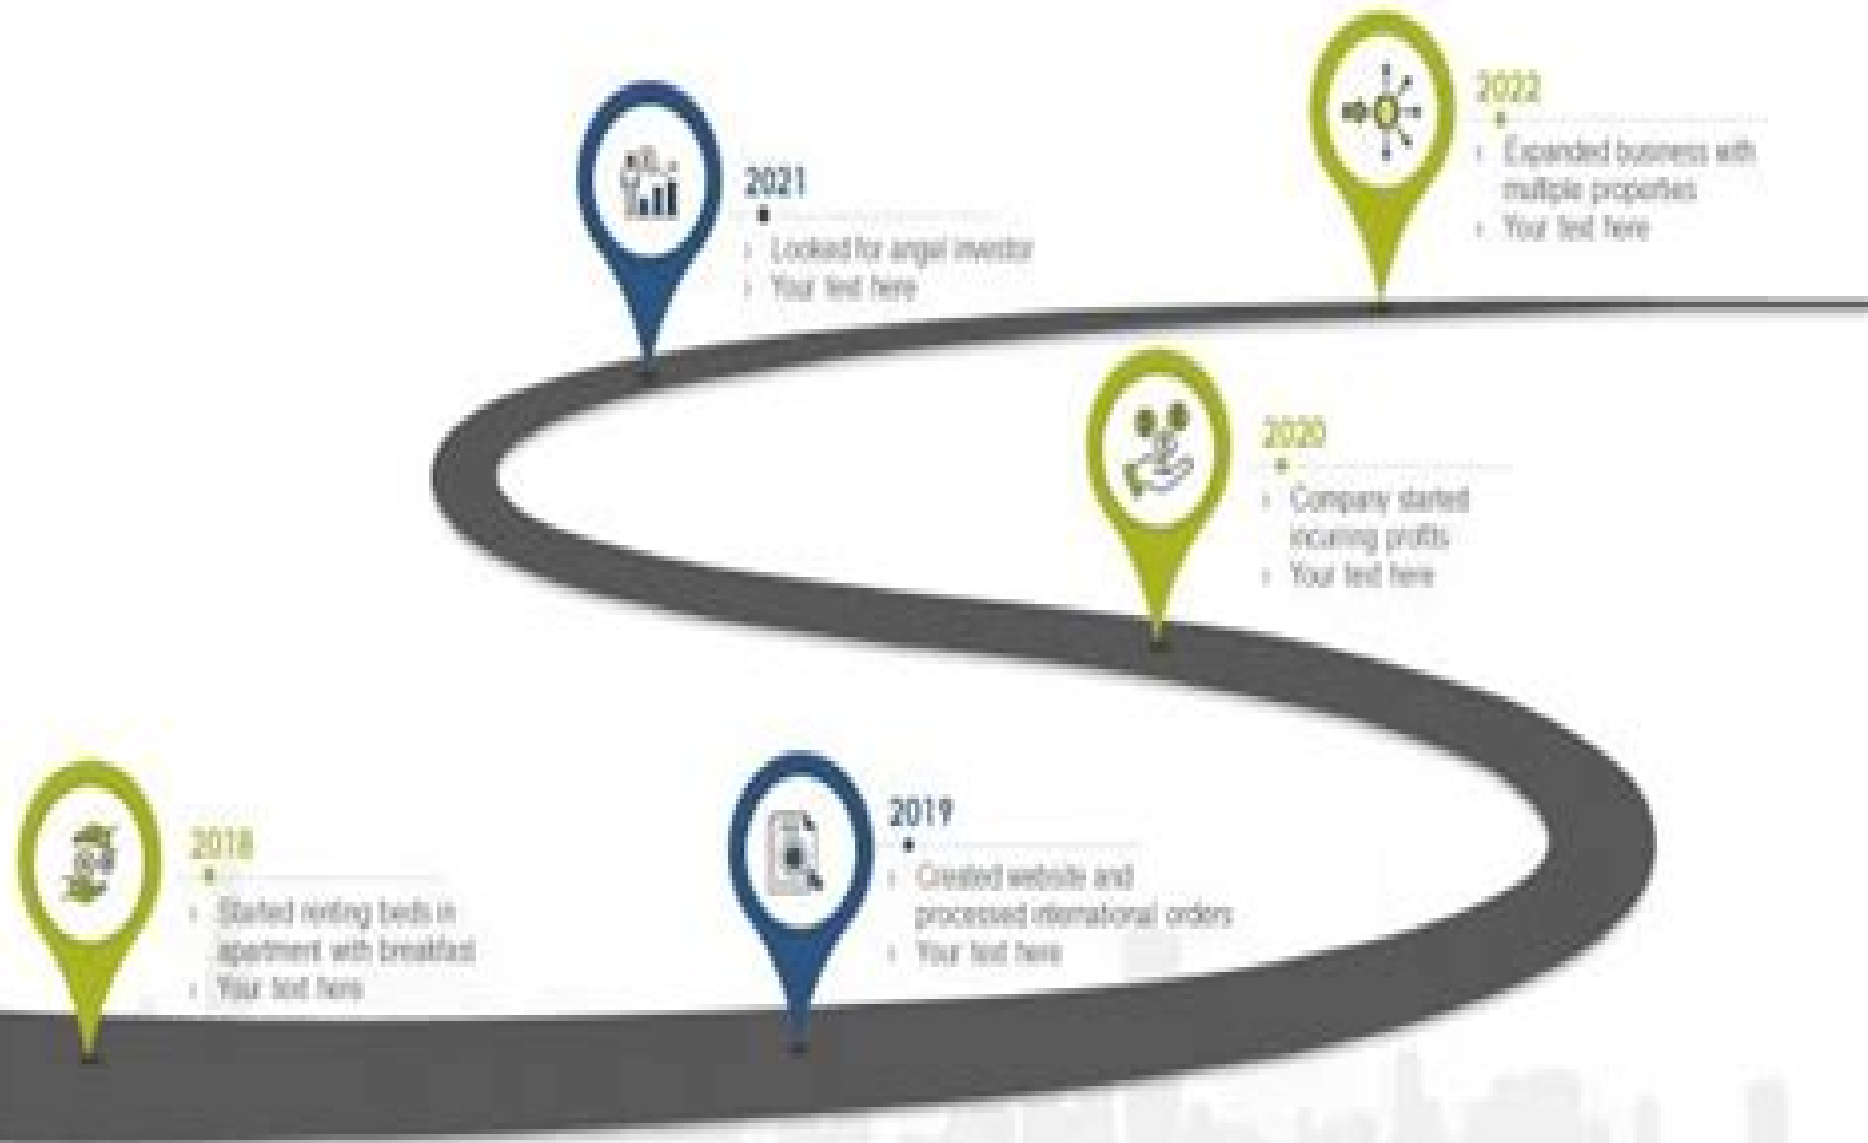 2021
Looked for angel investor
Your text here
2022
Expanded business with
multiple properties
Your text here
2020
Company started
incurring profits
Your text here
2018
Started renting beds in
apartment with breakfast
Your text here
2019
Created website and
processed international orders
Your text here